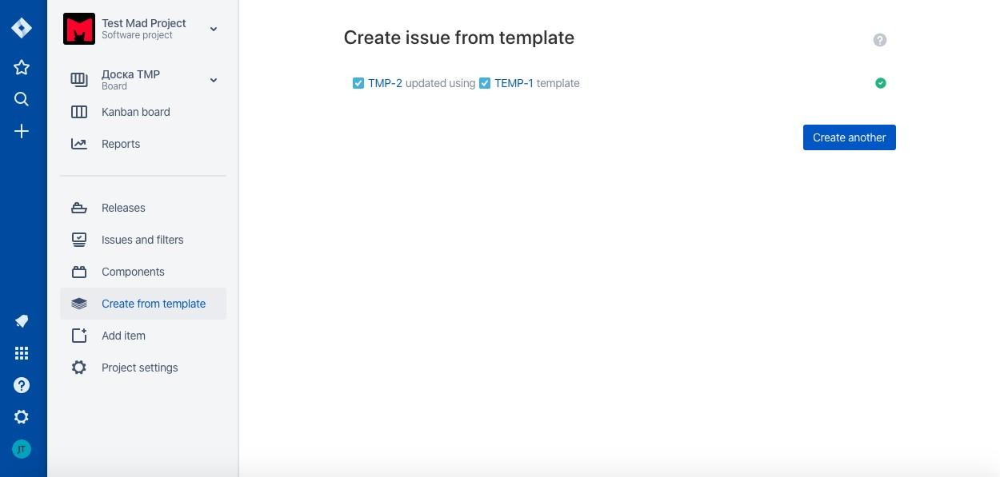 Test Mad Project
Software project
Доска TMP
Board
Kanban board
Reports
Releases
Issues and filters
Components
Create from template
Add item
Project settings
JT
Create issue from template
TMP-2 updated using TEMP-1 template
Create another